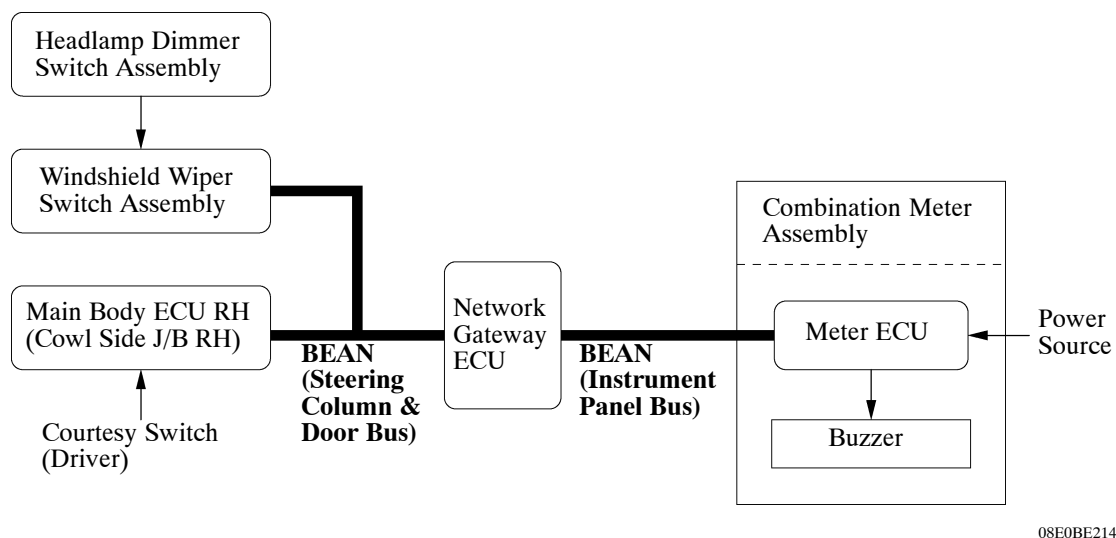 Headlamp Dimmer
Switch Assembly
Windshield Wiper
Switch Assembly
Main Body ECU RH
(Cowl Side J/B RH)
Courtesy Switch
(Driver)
BEAN
(Steering
Column &
Door Bus)
Network
Gateway
ECU
BEAN
(Instrument
Panel Bus)
Combination Meter
Assembly
Meter ECU
Buzzer
Power
Source
08E0BE214